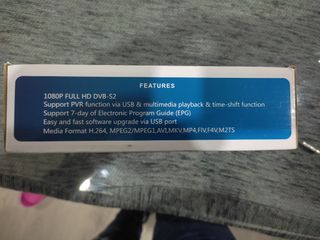 FEATURES
1080P FULL HD DVB-S2
Support PVR function via USB & multimedia playback & time-shift function
Support 7-day of Electronic Program Guide (EPG)
Easy and fast software upgrade via USB port
Media Format H.264, MPEG2/MPEG1,AVI,MKV,MP4,FlV,F4V,M2TS